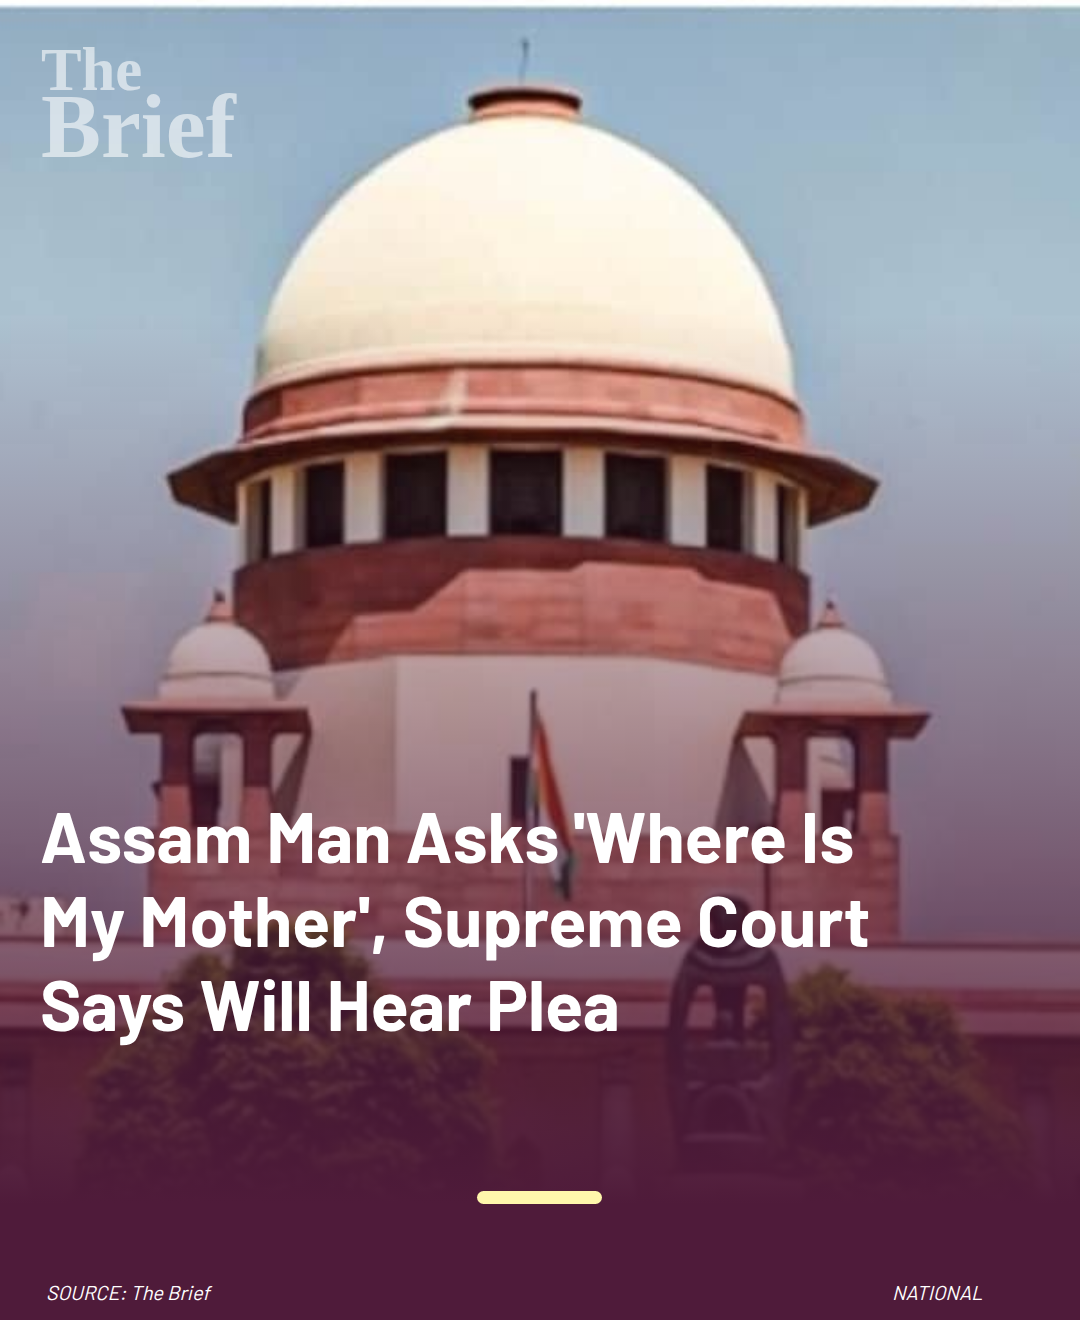 The
Brief
Assam Man Asks 'Where Is
My Mother', Supreme Court
Says Will Hear Plea
SOURCE: The Brief
NATIONAL